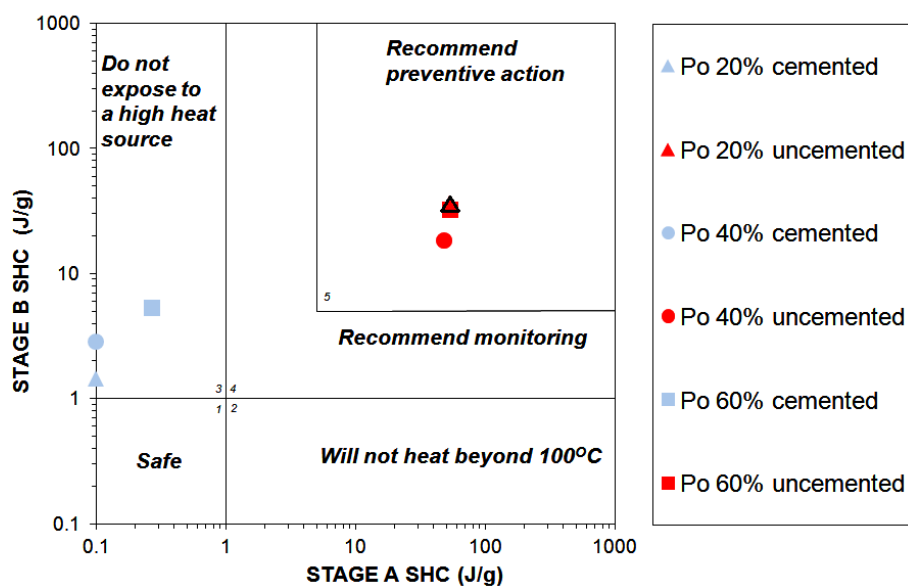 1000
100
10
1
0.1
STAGE B SHC (J/g)
Do not
expose to
a high heat
source
Recommend
preventive action
5
Recommend monitoring
3 4
1 2
Safe
Will not heat beyond 100ᴼC
0.1 1 10 100 1000
STAGE A SHC (J/g)
Po 20% cemented
Po 20% uncemented
Po 40% cemented
Po 40% uncemented
Po 60% cemented
Po 60% uncemented